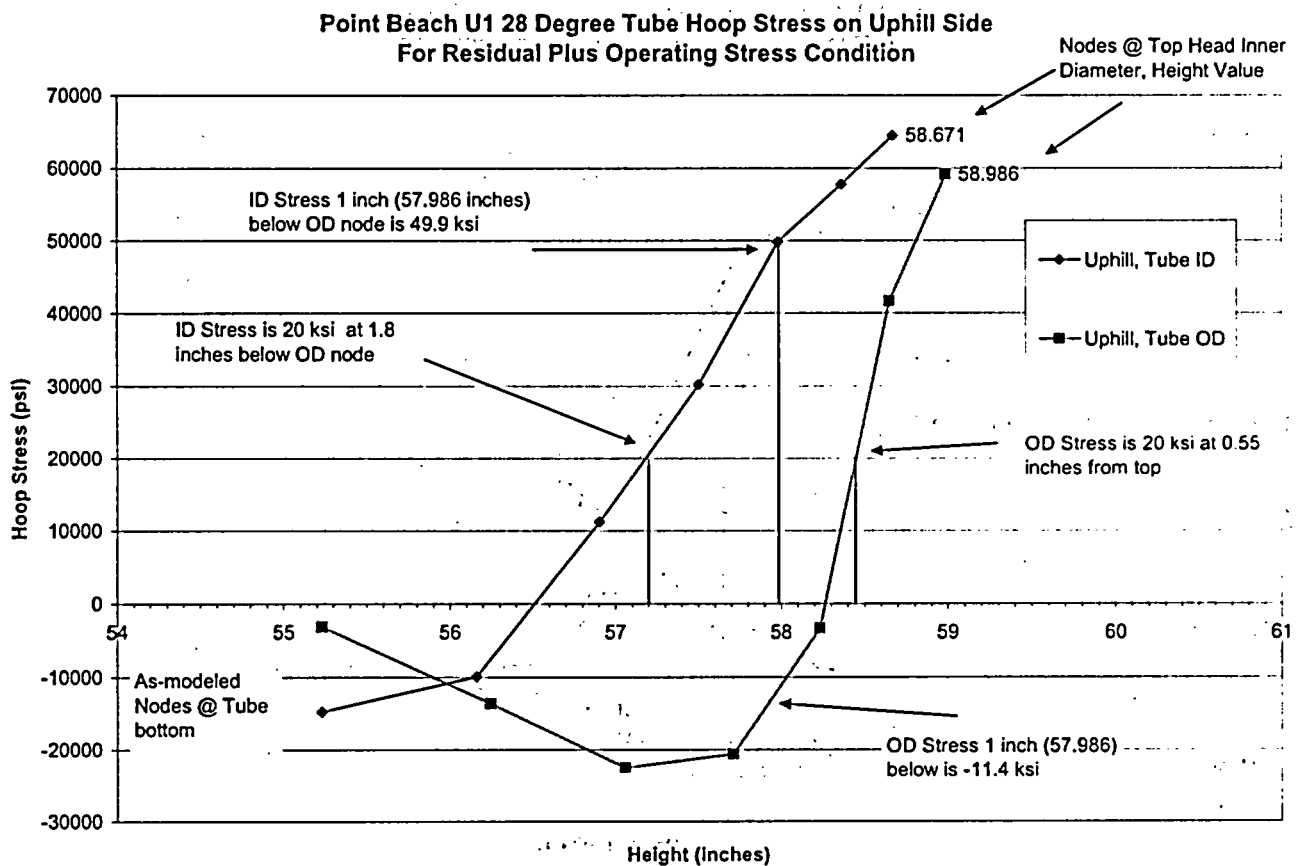 Point Beach U1 28 Degree Tube Hoop Stress on Uphill Side
For Residual Plus Operating Stress Condition
Nodes @ Top Head Inner
Diameter, Height Value
70000
60000
50000
40000
30000
20000
10000
0
-10000
-20000
-30000
Hoop Stress (psi)
58.671
58.986
ID Stress 1 inch (57.986 inches)
below OD node is 49.9 ksi
ID Stress is 20 ksi at 1.8
inches below OD node
Uphill, Tube ID
Uphill, Tube OD
OD Stress is 20 ksi at 0.55
inches from top
54
55
56
57
58
59
60
61
As-modeled
Nodes @ Tube
bottom
OD Stress 1 inch (57.986)
below is -11.4 ksi
Height (inches)